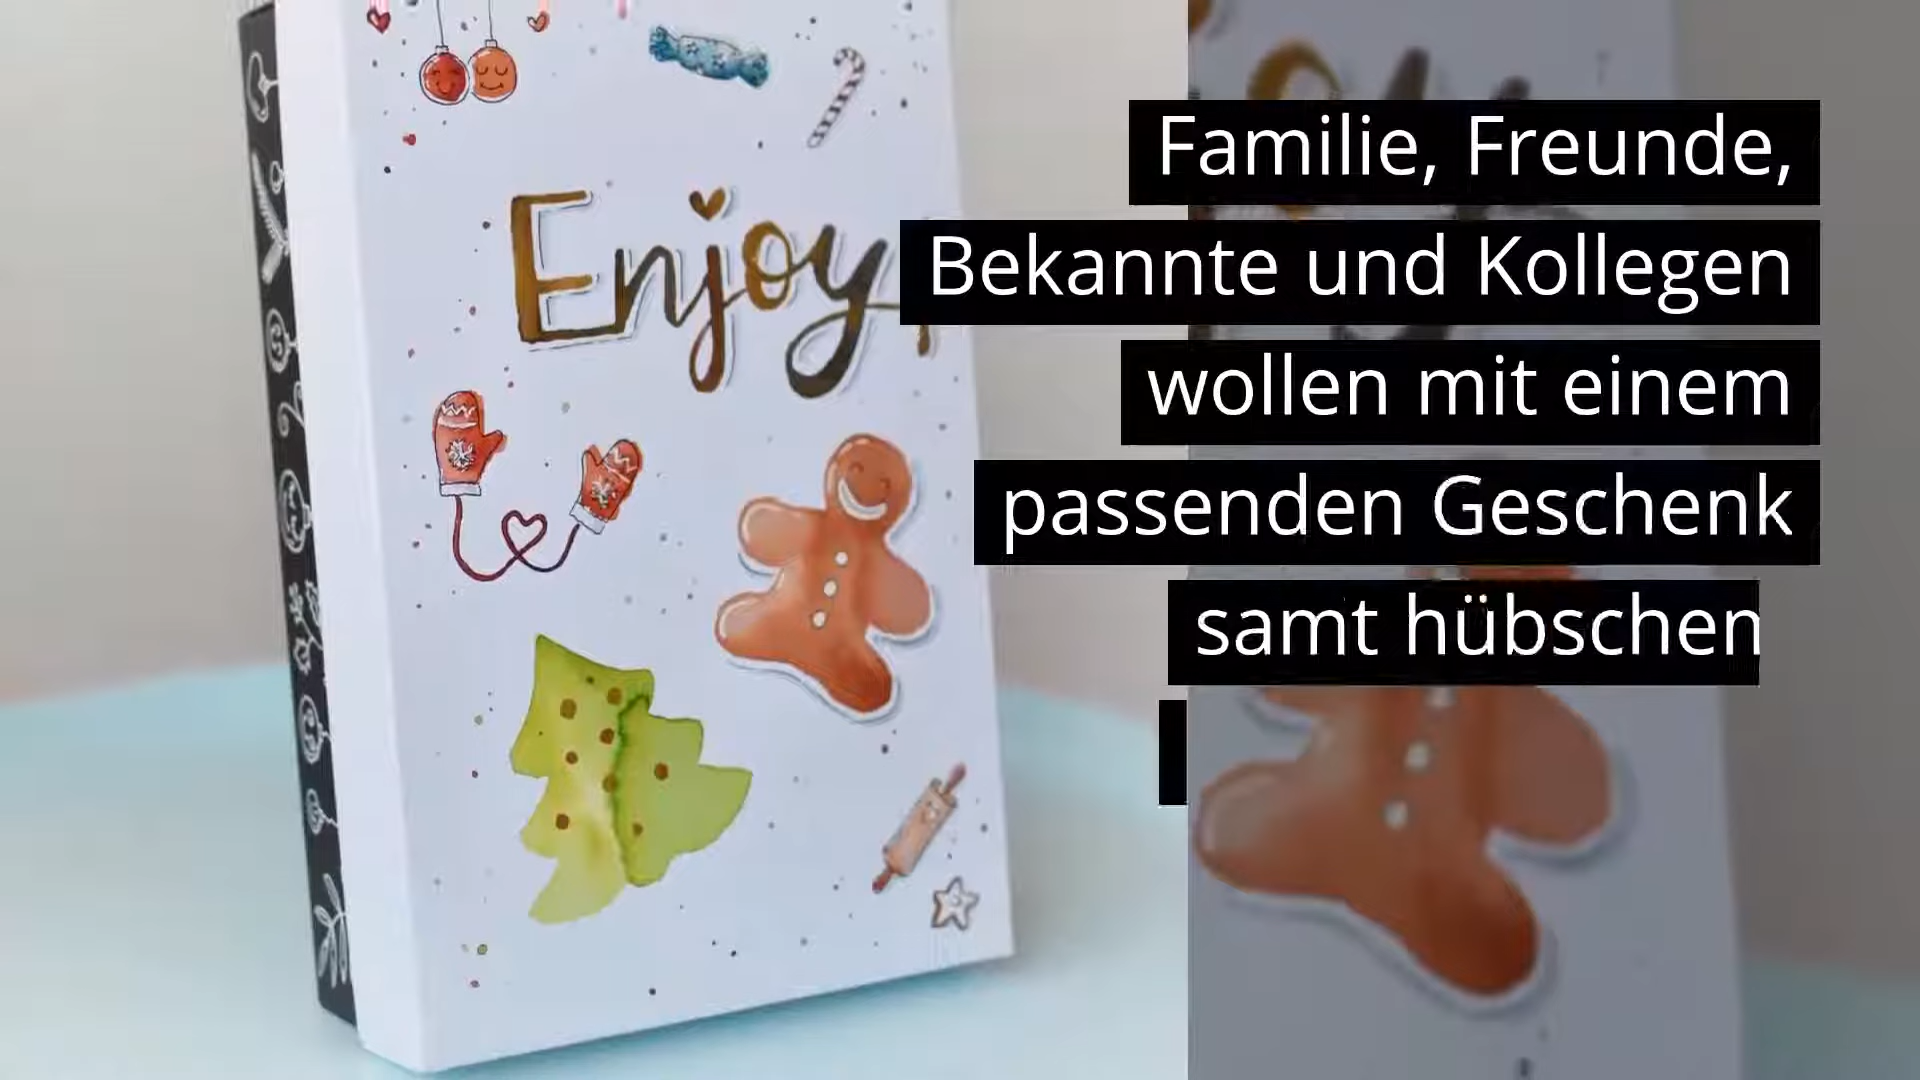 Enjoy
Familie, Freunde,
Bekannte und Kollegen
wollen mit einem
passenden Geschenk
samt hübschen